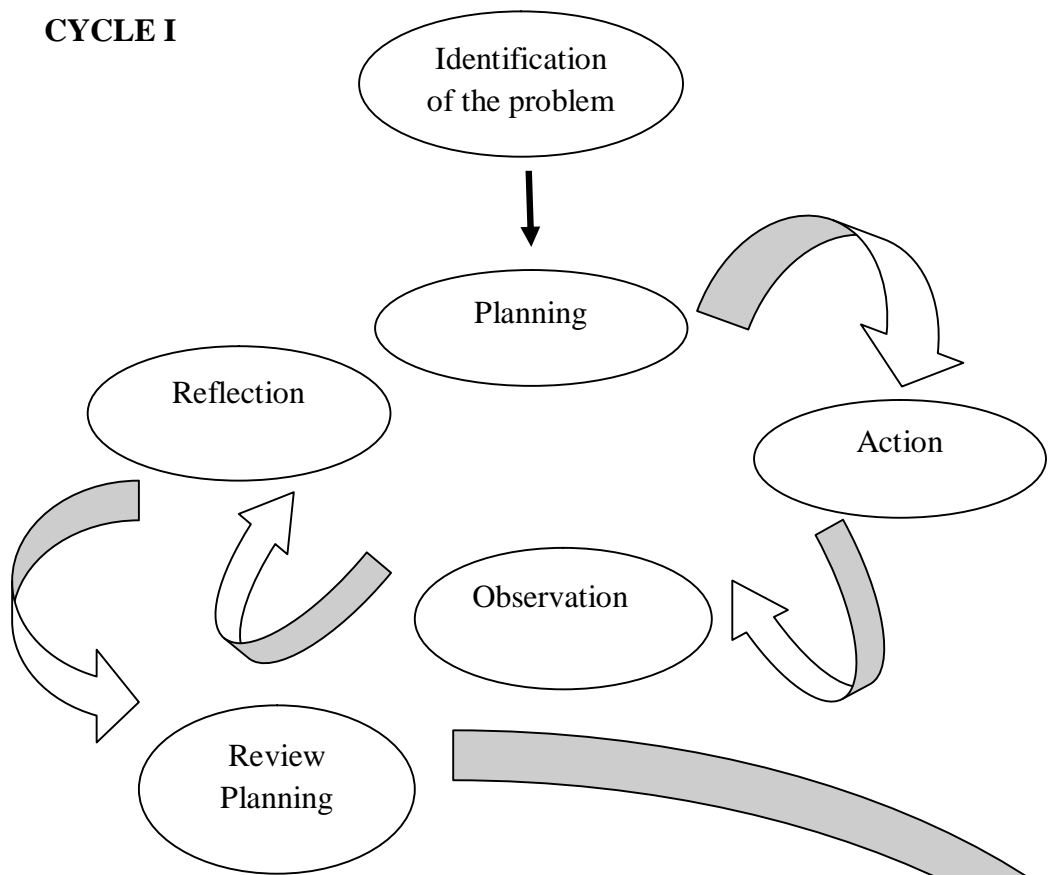 CYCLE I
Identification
of the problem
Planning
Reflection
Action
Observation
Review
Planning